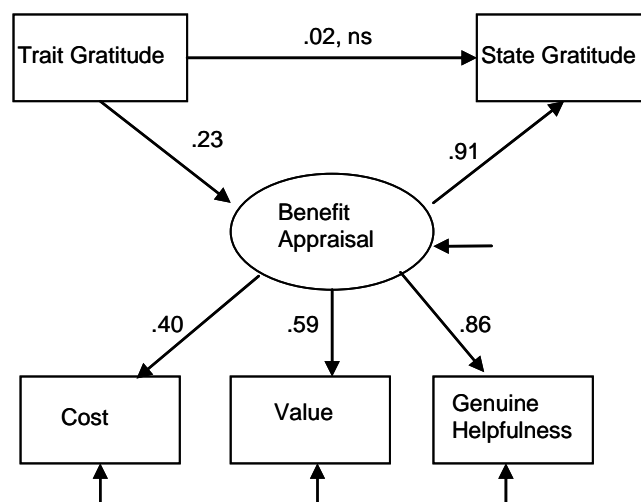 Trait Gratitude
.02, ns
State Gratitude
.23
.91
Benefit
Appraisal
.40
.59
.86
Cost
Value
Genuine
Helpfulness